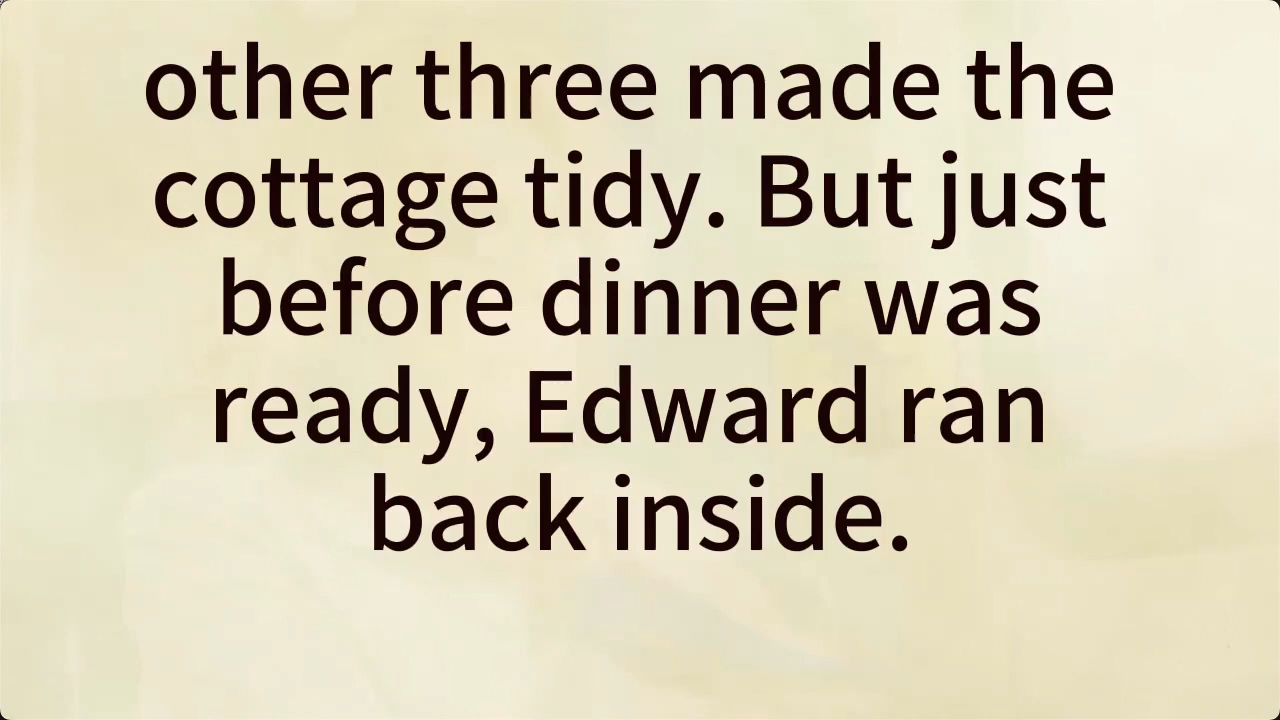 other three made the
cottage tidy. But just
before dinner was
ready, Edward ran
back inside.